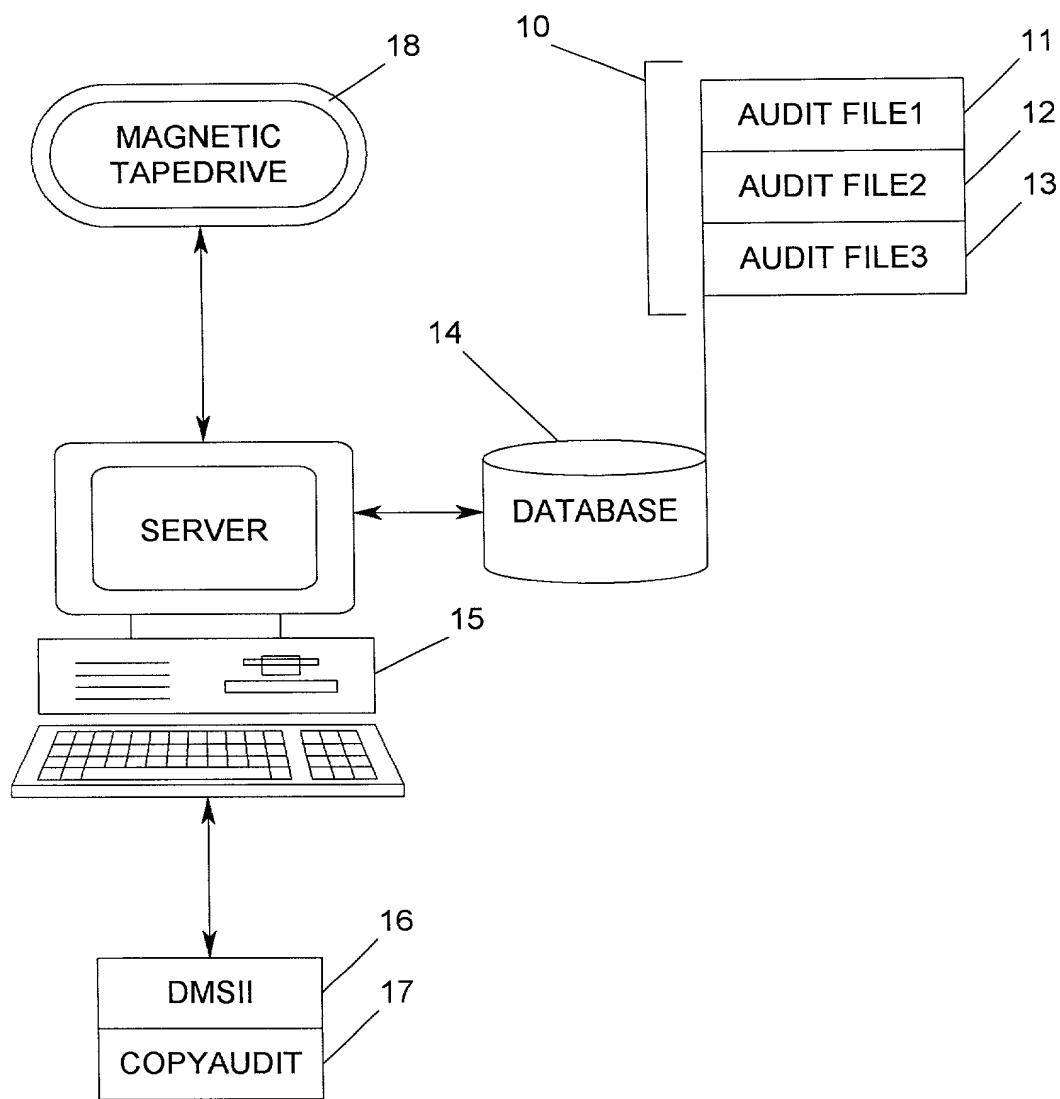 18
MAGNETIC
TAPEDRIVE
10
11
AUDIT FILE1
12
AUDIT FILE2
13
AUDIT FILE3
14
DATABASE
SERVER
15
16
DMSII
17
COPYAUDIT